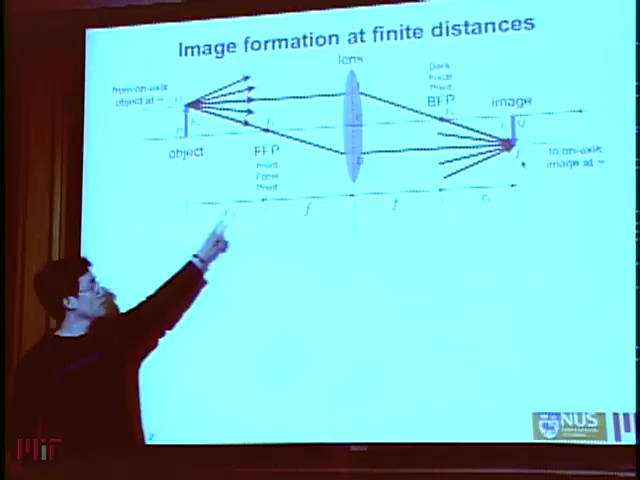 Image formation at finite distances
lens
from on-axis
object at ∞
Back
Focal
Point
BFP
image
object
FFP
Front
Focal
Point
to on-axis
image at ∞
f
f
NUS
MIT